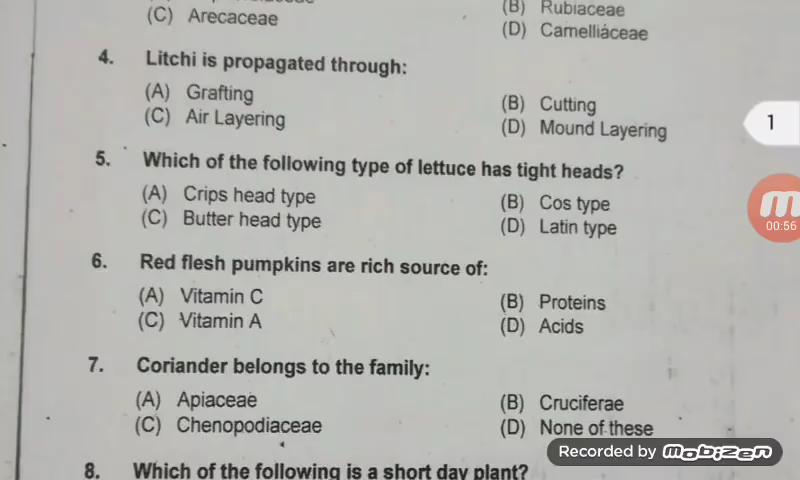 (C) Arecaceae
(B) Rubiaceae
(D) Camelliáceae
4. Litchi is propagated through:
(A) Grafting
(B) Cutting
(C) Air Layering
(D) Mound Layering
1
5. Which of the following type of lettuce has tight heads?
(A) Crips head type
(B) Cos type
(C) Butter head type
(D) Latin type
00:56
6. Red flesh pumpkins are rich source of:
(A) Vitamin C
(B) Proteins
(C) Vitamin A
(D) Acids
7. Coriander belongs to the family:
(A) Apiaceae
(B) Cruciferae
(C) Chenopodiaceae
(D) None of these
Recorded by Mobizen
8. Which of the following is a short day plant?